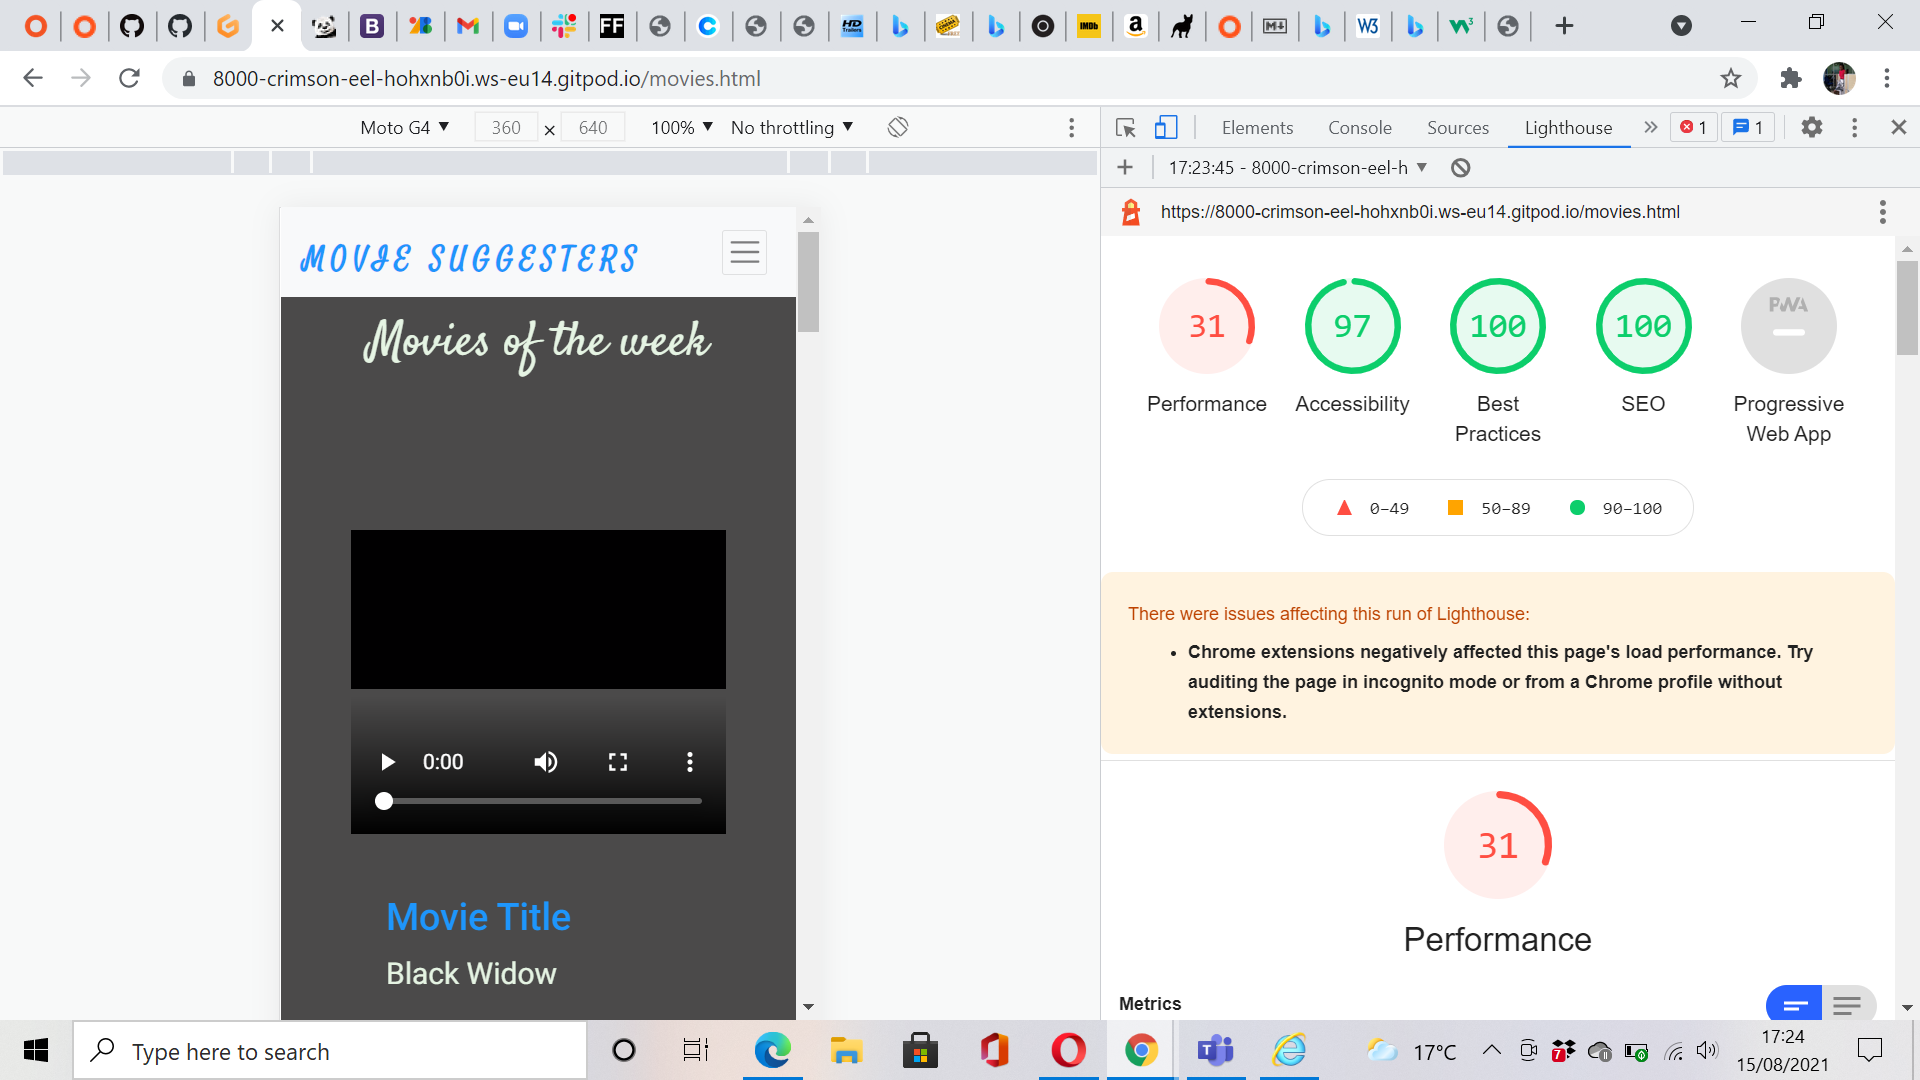 8000-crimson-eel-hohxnb0i.ws-eu14.gitpod.io/movies.html
Moto G4 360 × 640 100% No throttling
Elements Console Sources Lighthouse » 1 1
17:23:45 - 8000-crimson-eel-h
https://8000-crimson-eel-hohxnb0i.ws-eu14.gitpod.io/movies.html
MOVIE SUGGESTERS
Movies of the week
0:00
Movie Title
Black Widow
31 97 100 100 PWA
Performance Accessibility Best Practices SEO Progressive Web App
0–49 50–89 90–100
There were issues affecting this run of Lighthouse:
• Chrome extensions negatively affected this page's load performance. Try
auditing the page in incognito mode or from a Chrome profile without
extensions.
31
Performance
Metrics
Type here to search
17°C
17:24
15/08/2021